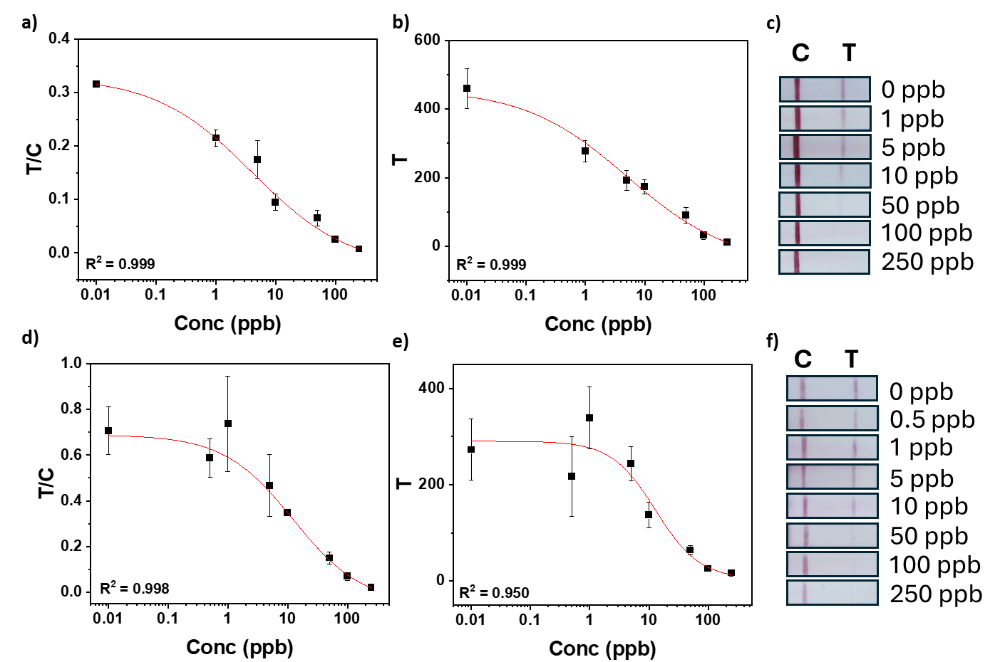 a)
0.4
0.3
0.2
0.1
0.0
T/C
R² = 0.999
0.01 0.1 1 10 100
Conc (ppb)
b)
600
400
200
0
T
R² = 0.999
0.01 0.1 1 10 100
Conc (ppb)
c)
C T
0 ppb
1 ppb
5 ppb
10 ppb
50 ppb
100 ppb
250 ppb
d)
1.0
0.8
0.6
0.4
0.2
0.0
T/C
R² = 0.998
0.01 0.1 1 10 100
Conc (ppb)
e)
400
200
0
T
R² = 0.950
0.01 0.1 1 10 100
Conc (ppb)
f)
C T
0 ppb
0.5 ppb
1 ppb
5 ppb
10 ppb
50 ppb
100 ppb
250 ppb